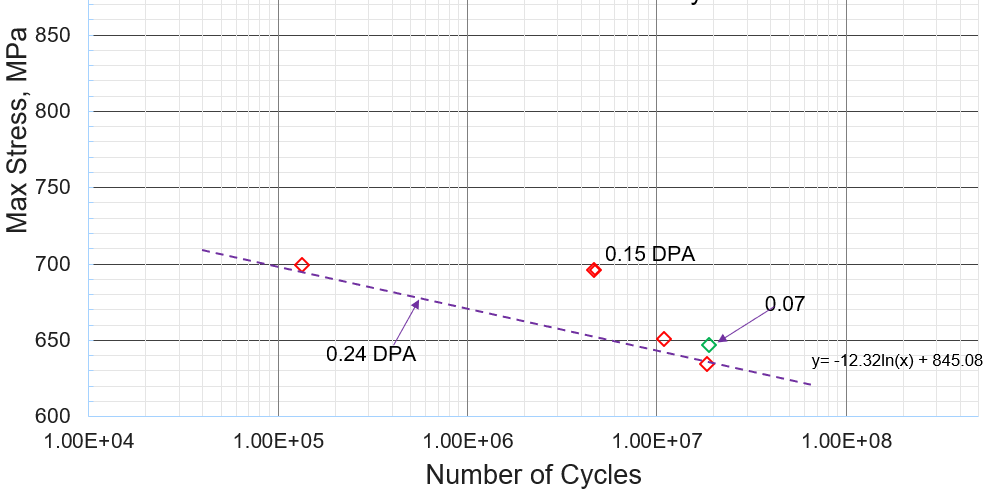 850
800
750
700
650
600
Max Stress, MPa
0.15 DPA
0.07
0.24 DPA
y= -12.32ln(x) + 845.08
1.00E+04 1.00E+05 1.00E+06 1.00E+07 1.00E+08
Number of Cycles